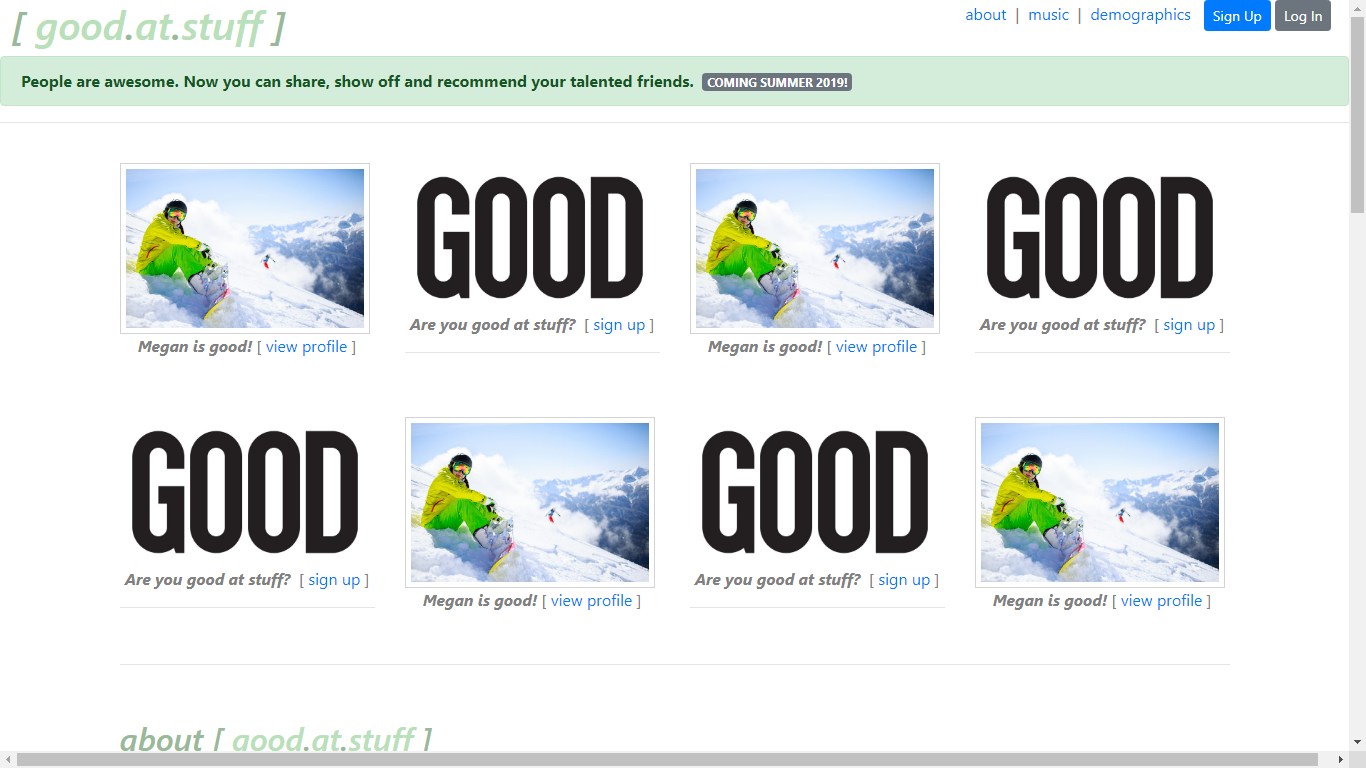 [ good.at.stuff ]
about | music | demographics Sign Up Log In
People are awesome. Now you can share, show off and recommend your talented friends. COMING SUMMER 2019!
GOOD GOOD
Are you good at stuff? [ sign up ] Are you good at stuff? [ sign up ]
Megan is good! [ view profile ] Megan is good! [ view profile ]
GOOD GOOD
Are you good at stuff? [ sign up ] Are you good at stuff? [ sign up ]
Megan is good! [ view profile ] Megan is good! [ view profile ]
about [ good.at.stuff ]